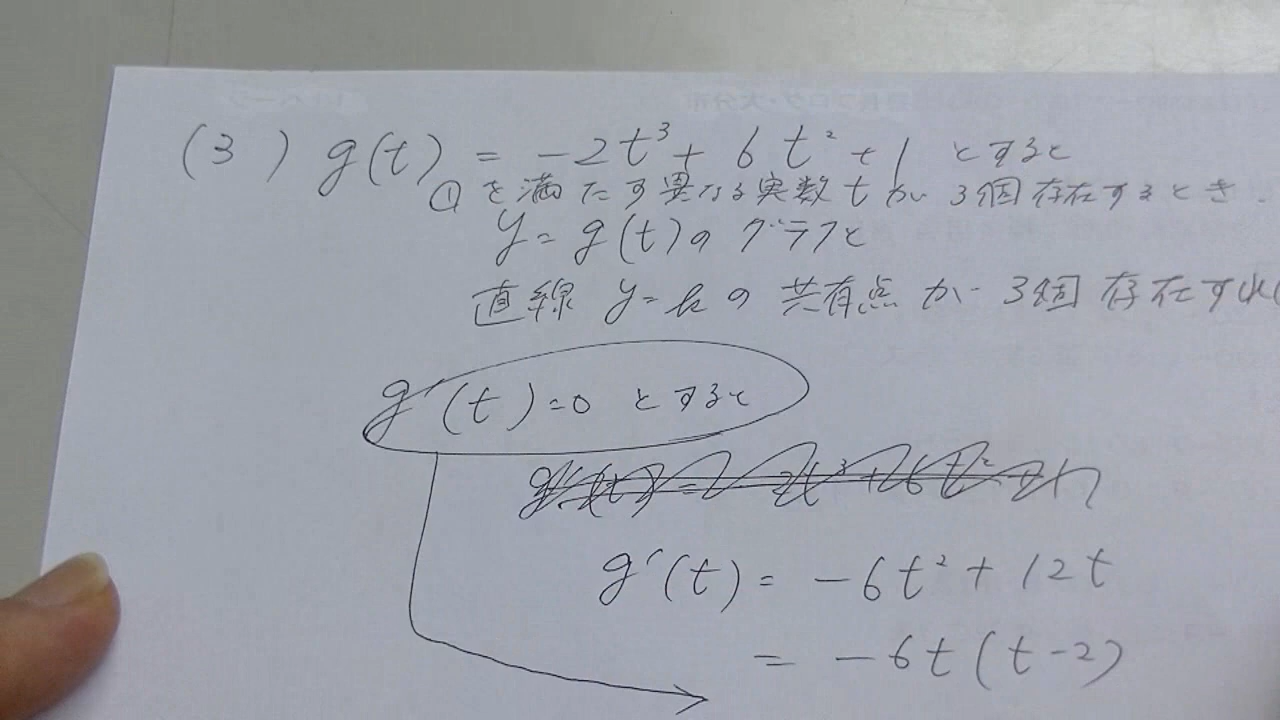 (3) g(t) = -2t³ + 6t² + 1 とすると
①を満たす異なる実数tが3個存在するとき.
y=g(t)のグラフと
直線 y=kの共有点が3個存在すれ
g'(t)=0 とすると
g'(t) = -6t² + 12t
= -6t(t-2)